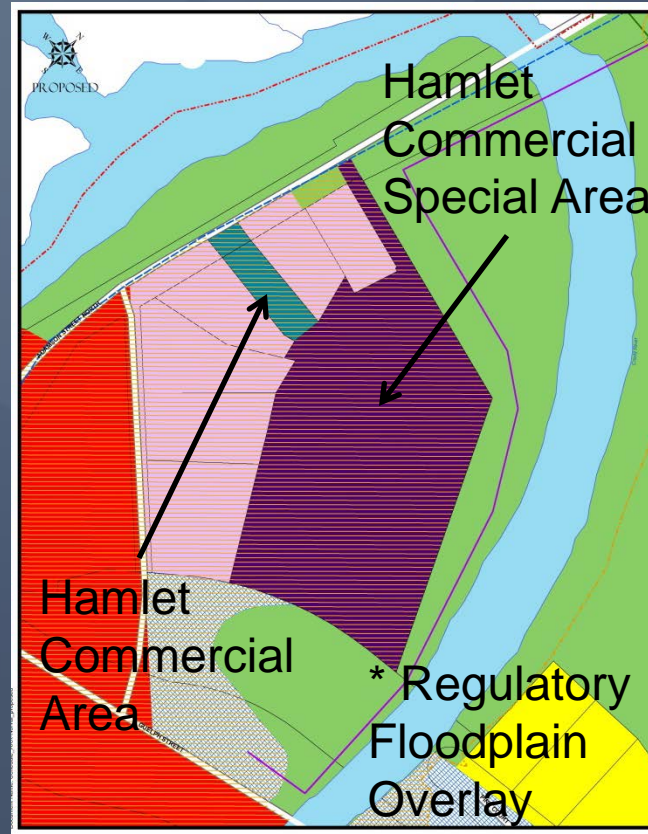 PROPOSED
Hamlet
Commercial
Special Area
Hamlet
Commercial
Area
* Regulatory
Floodplain
Overlay